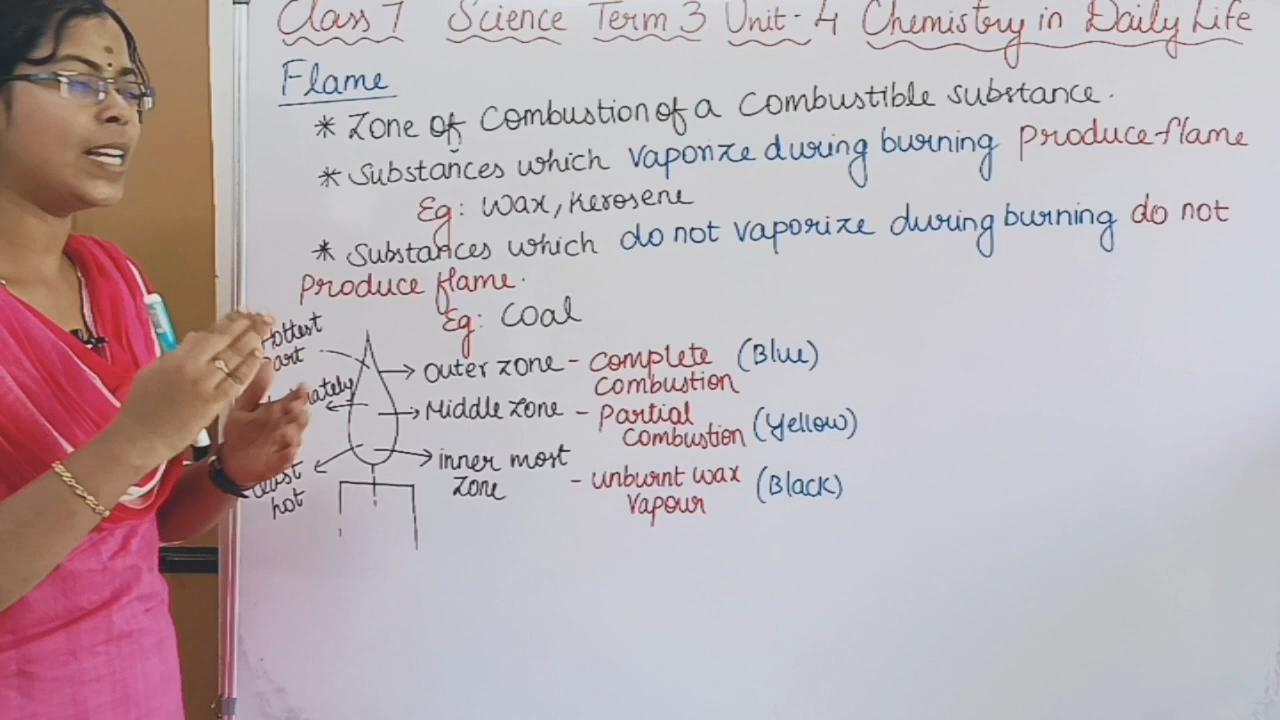 Class 7 Science Term 3 Unit-4 Chemistry in Daily Life
Flame
* Zone of Combustion of a Combustible substance.
* Substances which vaporize during burning produce flame
Eg: Wax, Kerosene
* Substances which do not vaporize during burning do not
Produce flame.
Eg: Coal
Hottest
Part
Outer zone - Complete (Blue)
Combustion
Middle zone - Partial
Combustion (Yellow)
inner most
zone - unburnt wax (Black)
Vapour
hot